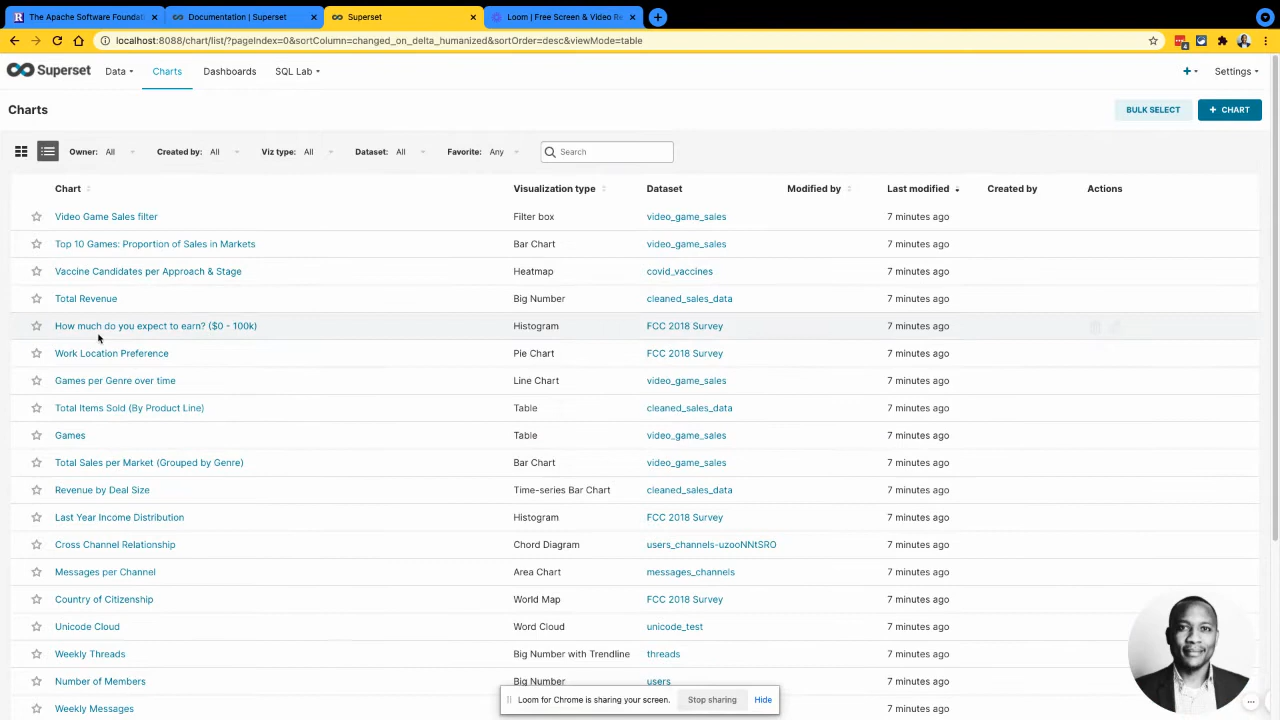 The Apache Software Foundati
Documentation | Superset
Superset
Loom | Free Screen & Video Re
localhost:8088/chart/list/?pageIndex=0&sortColumn=changed_on_delta_humanized&sortOrder=desc&viewMode=table
Superset Data Charts Dashboards SQL Lab Settings
Charts BULK SELECT + CHART
Owner: All Created by: All Viz type: All Dataset: All Favorite: Any Search
Chart Visualization type Dataset Modified by Last modified Created by Actions
Video Game Sales filter Filter box video_game_sales 7 minutes ago
Top 10 Games: Proportion of Sales in Markets Bar Chart video_game_sales 7 minutes ago
Vaccine Candidates per Approach & Stage Heatmap covid_vaccines 7 minutes ago
Total Revenue Big Number cleaned_sales_data 7 minutes ago
How much do you expect to earn? ($0 - 100k) Histogram FCC 2018 Survey 7 minutes ago
Work Location Preference Pie Chart FCC 2018 Survey 7 minutes ago
Games per Genre over time Line Chart video_game_sales 7 minutes ago
Total Items Sold (By Product Line) Table cleaned_sales_data 7 minutes ago
Games Table video_game_sales 7 minutes ago
Total Sales per Market (Grouped by Genre) Bar Chart video_game_sales 7 minutes ago
Revenue by Deal Size Time-series Bar Chart cleaned_sales_data 7 minutes ago
Last Year Income Distribution Histogram FCC 2018 Survey 7 minutes ago
Cross Channel Relationship Chord Diagram users_channels-uzooNNtSRO 7 minutes ago
Messages per Channel Area Chart messages_channels 7 minutes ago
Country of Citizenship World Map FCC 2018 Survey 7 minutes ago
Unicode Cloud Word Cloud unicode_test 7 minutes ago
Weekly Threads Big Number with Trendline threads 7 minutes ago
Number of Members Big Number users 7 minutes ago
Loom for Chrome is sharing your screen. Stop sharing Hide
Weekly Messages 7 minutes ago